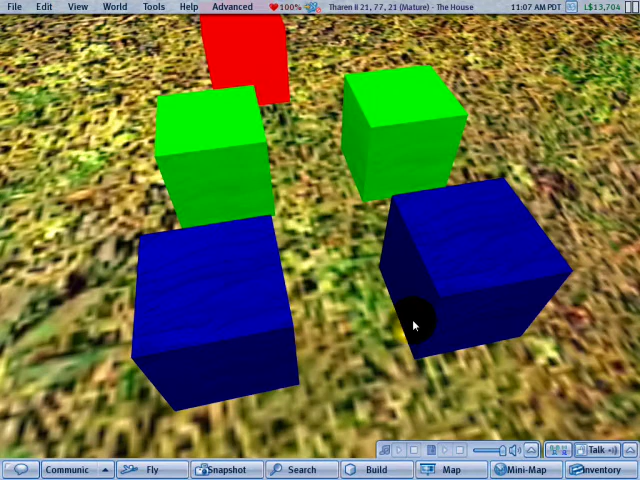 File Edit View World Tools Help Advanced 100% Tharen II 21, 77, 21 (Mature) - The House 11:07 AM PDT L$13,704
Talk
Communic Fly Snapshot Search Build Map Mini-Map Inventory